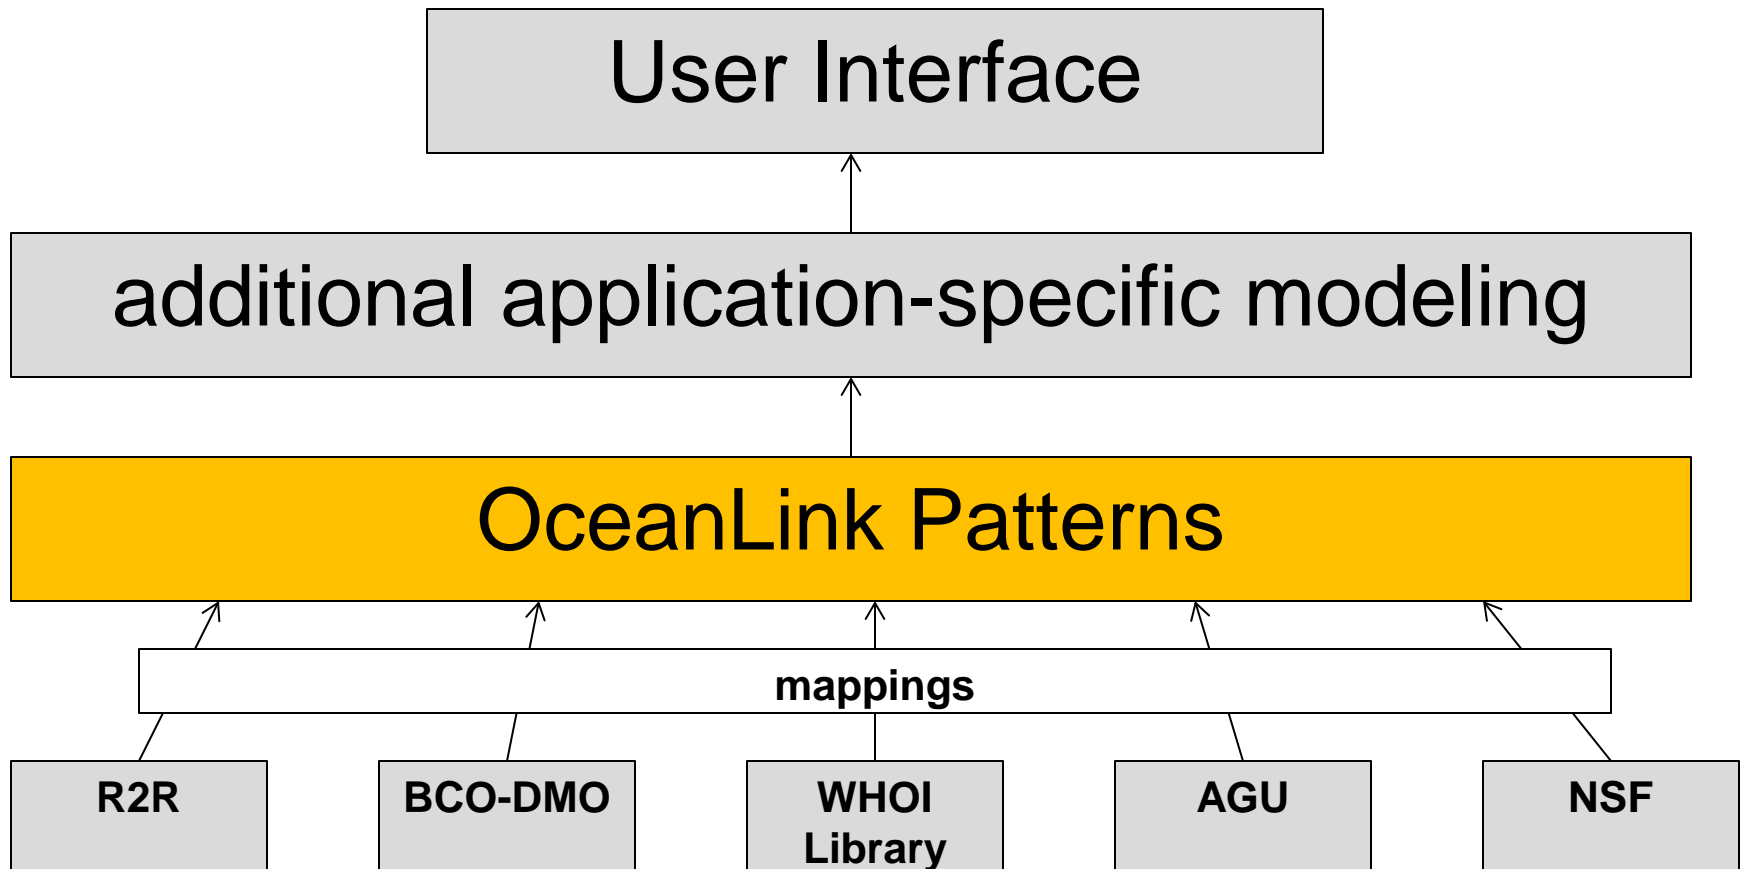 User Interface
additional application-specific modeling
OceanLink Patterns
mappings
R2R
BCO-DMO
WHOI
Library
AGU
NSF